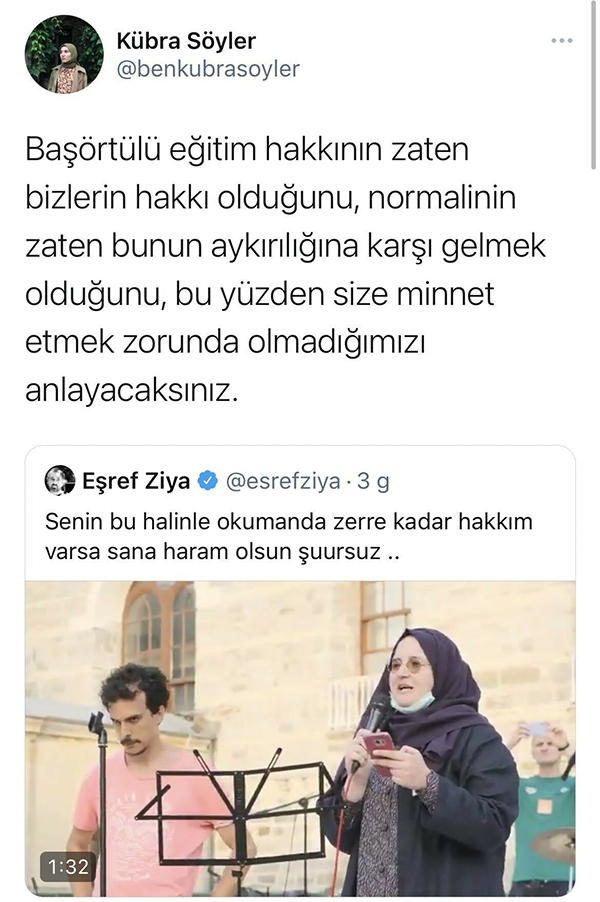 Kübra Söyler
@benkubrasoyler
Başörtülü eğitim hakkının zaten
bizlerin hakkı olduğunu, normalinin
zaten bunun aykırılığına karşı gelmek
olduğunu, bu yüzden size minnet
etmek zorunda olmadığımızı
anlayacaksınız.
Eşref Ziya @esrefziya · 3 g
Senin bu halinle okumanda zerre kadar hakkım
varsa sana haram olsun şuursuz ..
1:32